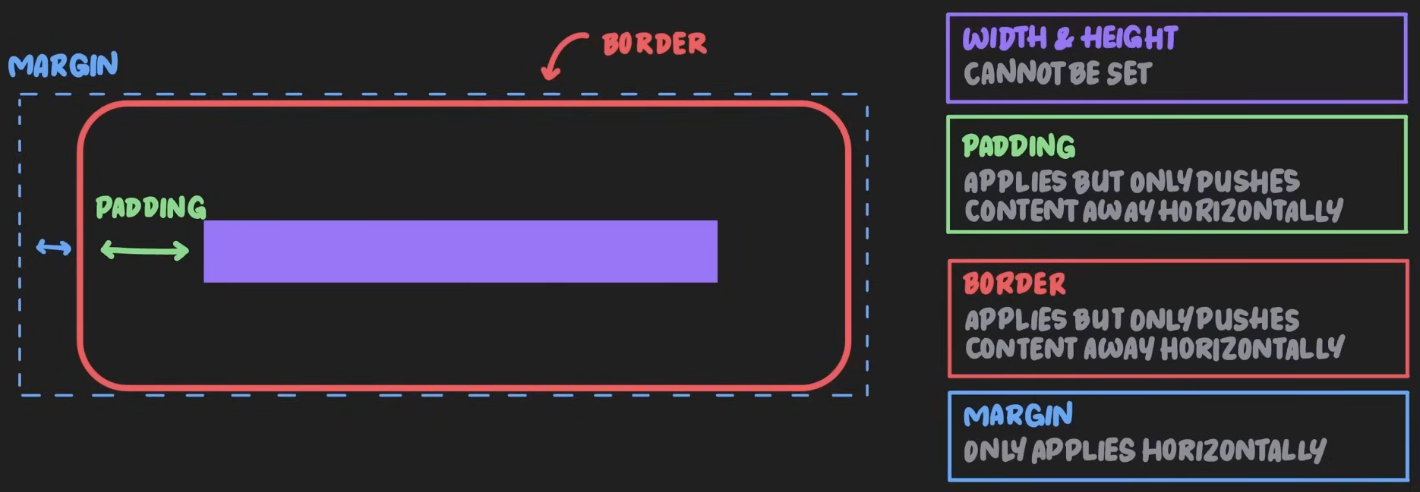 MARGIN
BORDER
PADDING
WIDTH & HEIGHT
CANNOT BE SET
PADDING
APPLIES BUT ONLY PUSHES
CONTENT AWAY HORIZONTALLY
BORDER
APPLIES BUT ONLY PUSHES
CONTENT AWAY HORIZONTALLY
MARGIN
ONLY APPLIES HORIZONTALLY